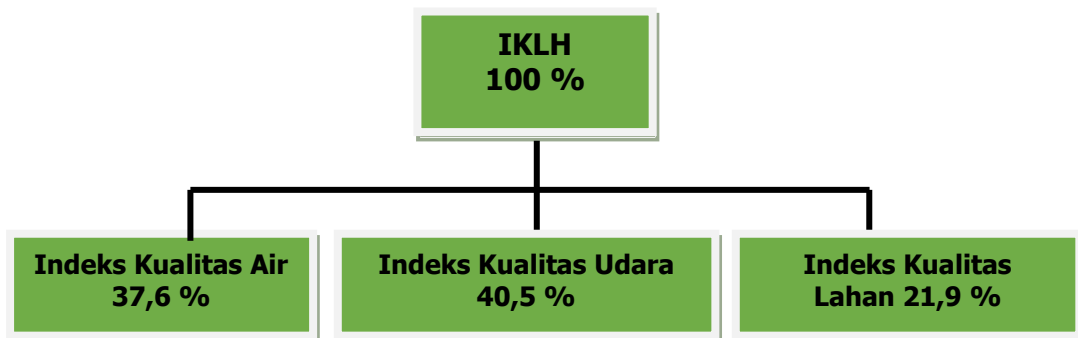 IKLH
100 %
Indeks Kualitas Air
37,6 %
Indeks Kualitas Udara
40,5 %
Indeks Kualitas
Lahan 21,9 %